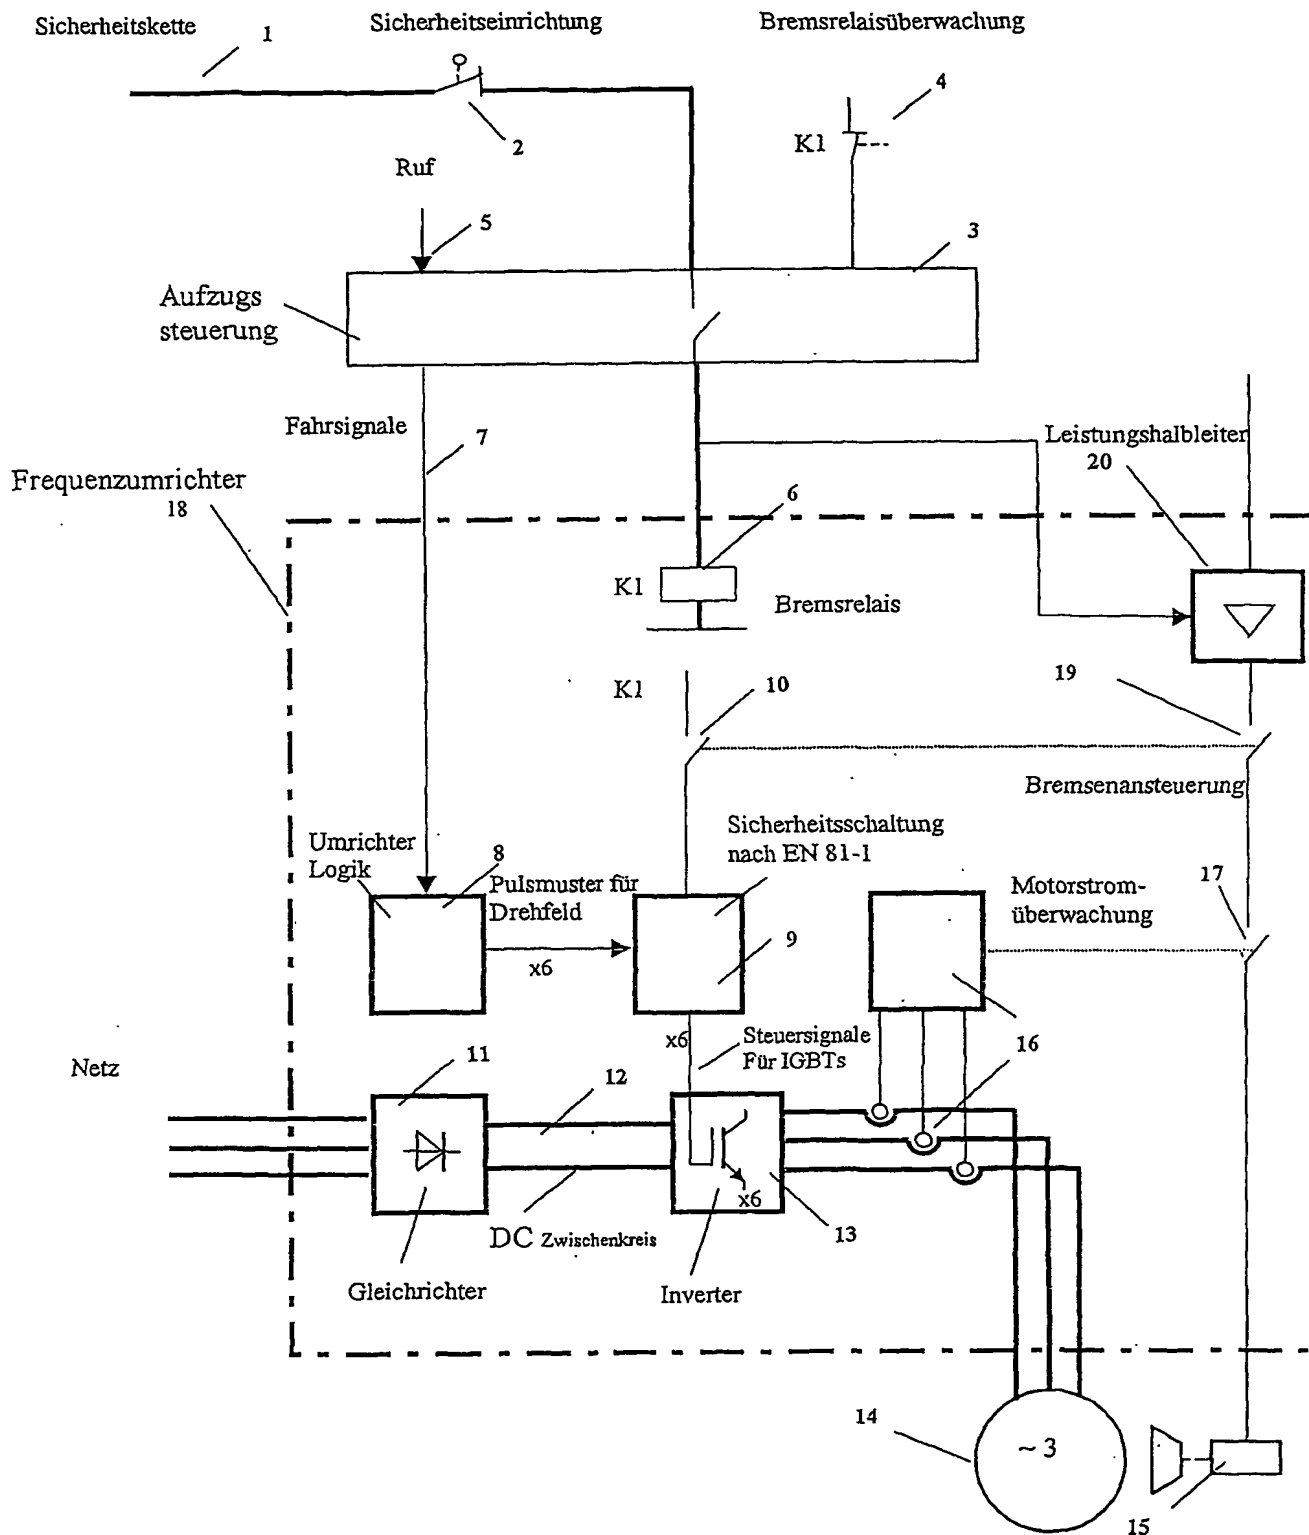 Sicherheitskette
1
Sicherheitseinrichtung
2
Bremsrelaisüberwachung
4
K1
Ruf
5
3
Aufzugs
steuerung
Fahrsignale
7
Leistungshalbleiter
20
Frequenzumrichter
18
6
K1
Bremsrelais
K1
10
19
Bremsenansteuerung
Umrichter
Logik
8
Pulsmuster für
Drehfeld
x6
Sicherheitsschaltung
nach EN 81-1
9
Motorstrom-
überwachung
17
x6
Steuersignale
Für IGBTs
16
Netz
11
12
x6
13
DC Zwischenkreis
Gleichrichter
Inverter
14
~ 3
15